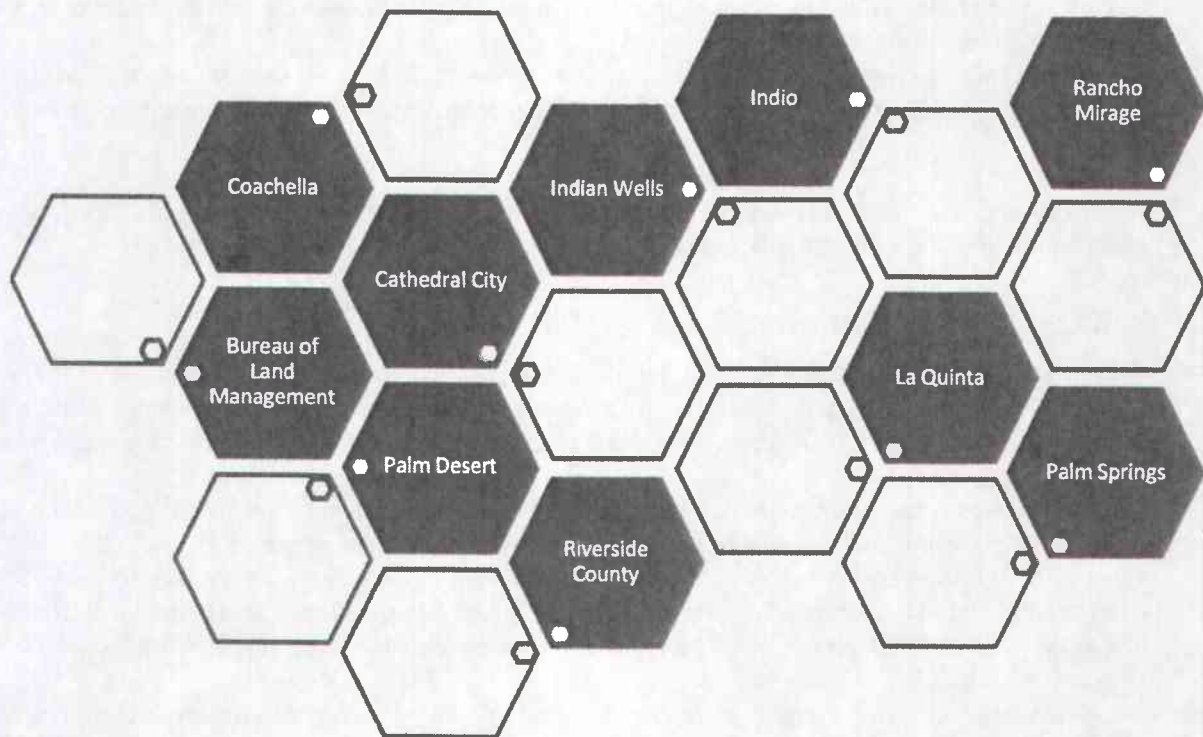 Indio
Rancho
Mirage
Coachella
Indian Wells
Cathedral City
Bureau of
Land
Management
La Quinta
Palm Desert
Palm Springs
Riverside
County